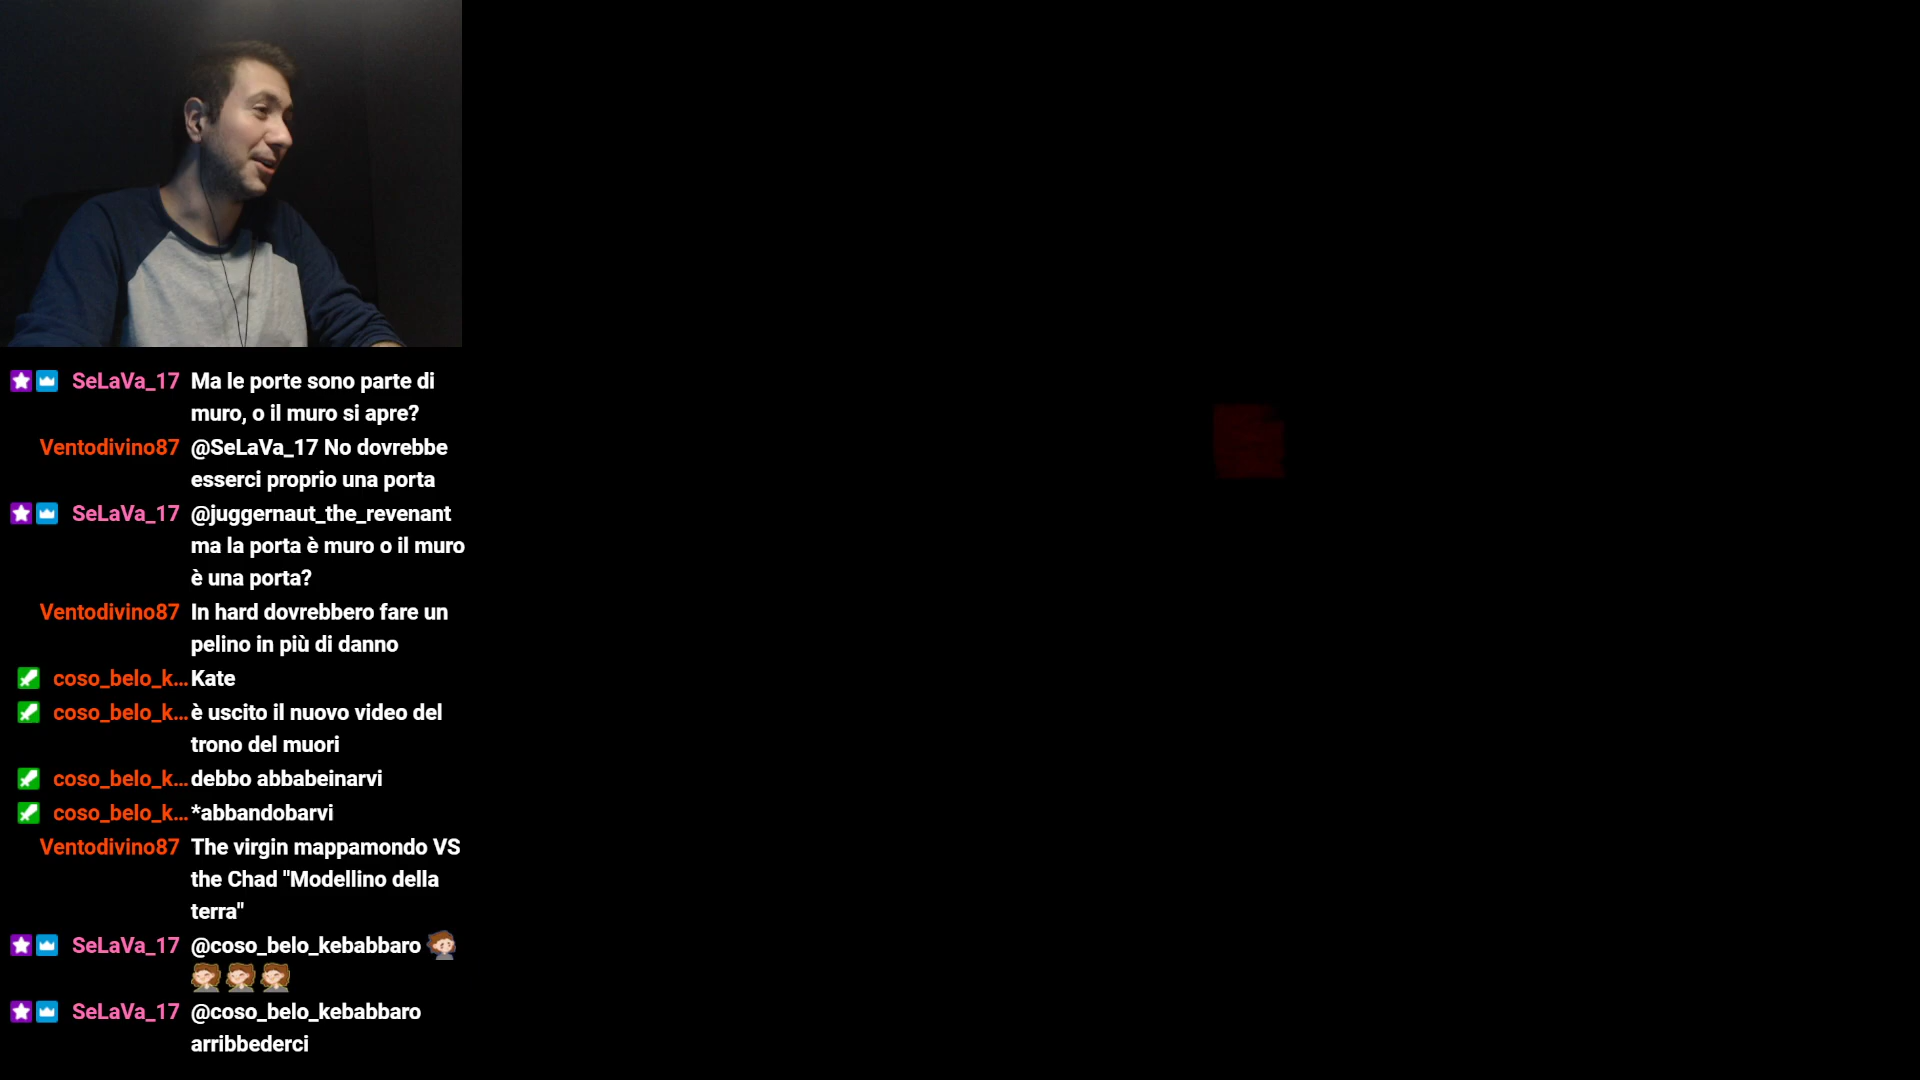 SeLaVa_17 Ma le porte sono parte di
muro, o il muro si apre?
Ventodivino87 @SeLaVa_17 No dovrebbe
esserci proprio una porta
SeLaVa_17 @juggernaut_the_revenant
ma la porta è muro o il muro
è una porta?
Ventodivino87 In hard dovrebbero fare un
pelino in più di danno
coso_belo_k... Kate
coso_belo_k... è uscito il nuovo video del
trono del muori
coso_belo_k... debbo abbabeinarvi
coso_belo_k... *abbandobarvi
Ventodivino87 The virgin mappamondo VS
the Chad "Modellino della
terra"
SeLaVa_17 @coso_belo_kebabbaro
SeLaVa_17 @coso_belo_kebabbaro
arribbederci